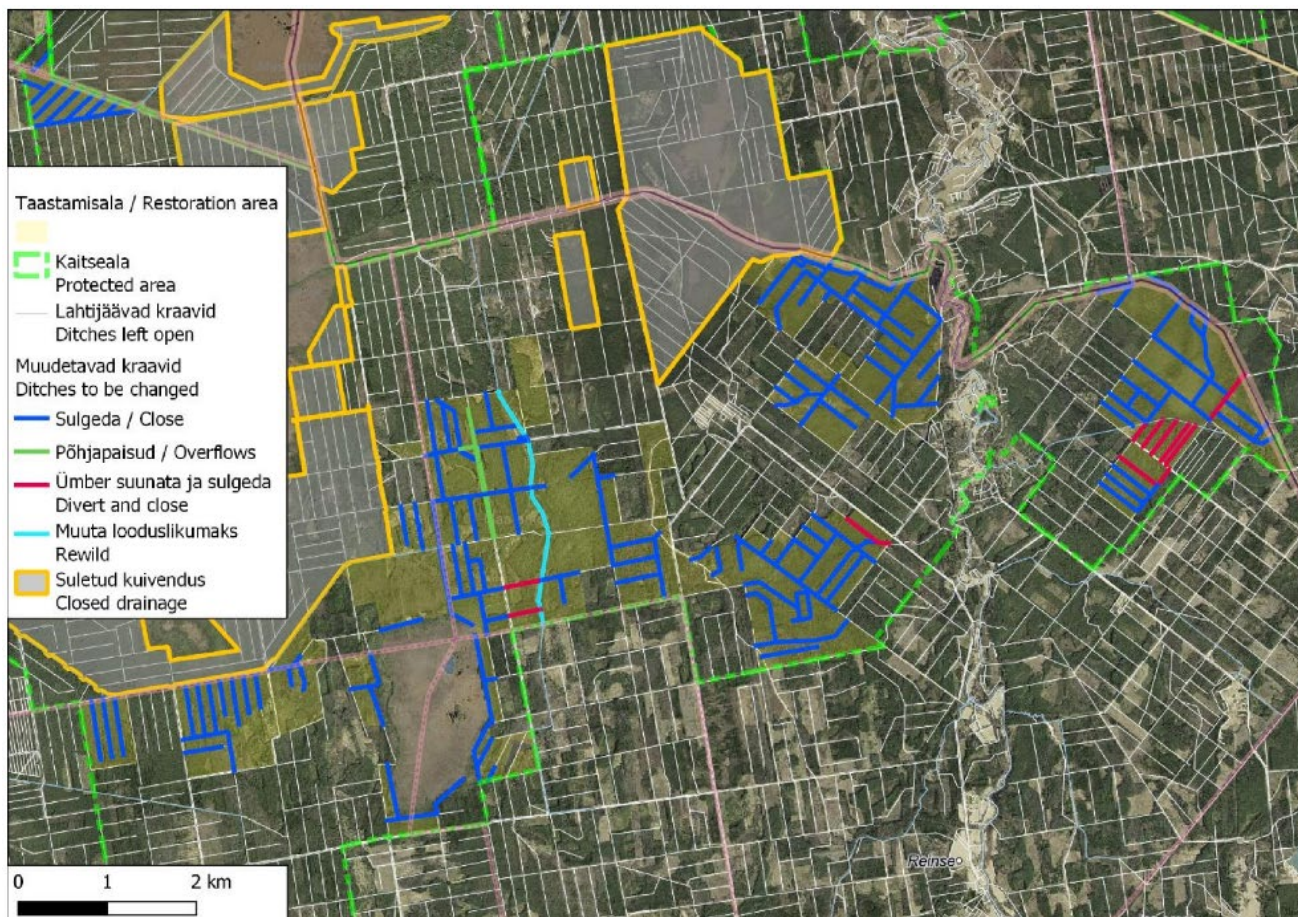 Taastamisala / Restoration area
Kaitseala
Protected area
Lahtijäävad kraavid
Ditches left open
Muudetavad kraavid
Ditches to be changed
Sulgeda / Close
Põhjapaisud / Overflows
Ümber suunata ja sulgeda
Divert and close
Muuta looduslikumaks
Rewild
Suletud kuivendus
Closed drainage
Reinse
0 1 2 km